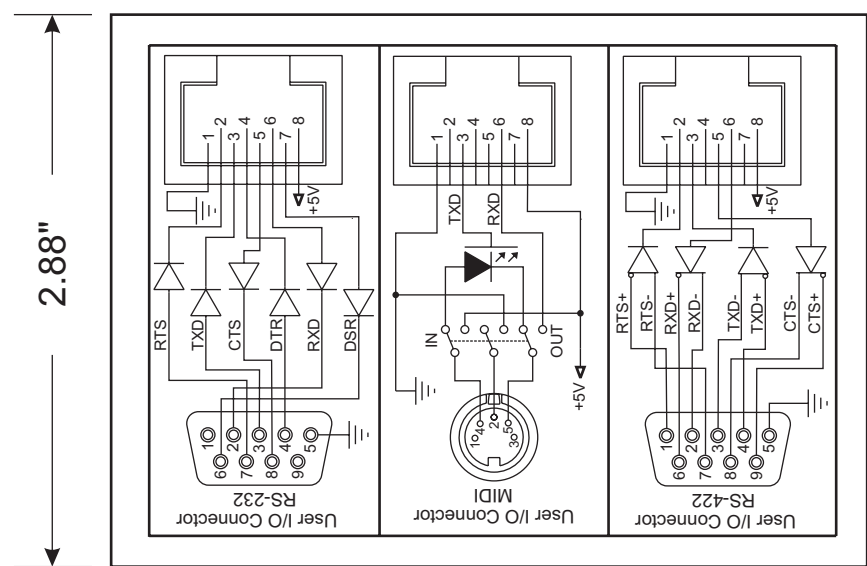 2.88"
1 2 3 4 5 6 7 8
+5V
RTS
TXD
CTS
DTR
RXD
DSR
1 2 3 4 5
6 7 8 9
RS-232
User I/O Connector
1 2 3 4 5 6 7 8
TXD
RXD
IN
OUT
+5V
1 4 2 5 3
MIDI
User I/O Connector
1 2 3 4 5 6 7 8
+5V
RTS+
RTS-
RXD+
RXD-
TXD-
TXD+
CTS-
CTS+
1 2 3 4 5
6 7 8 9
RS-422
User I/O Connector